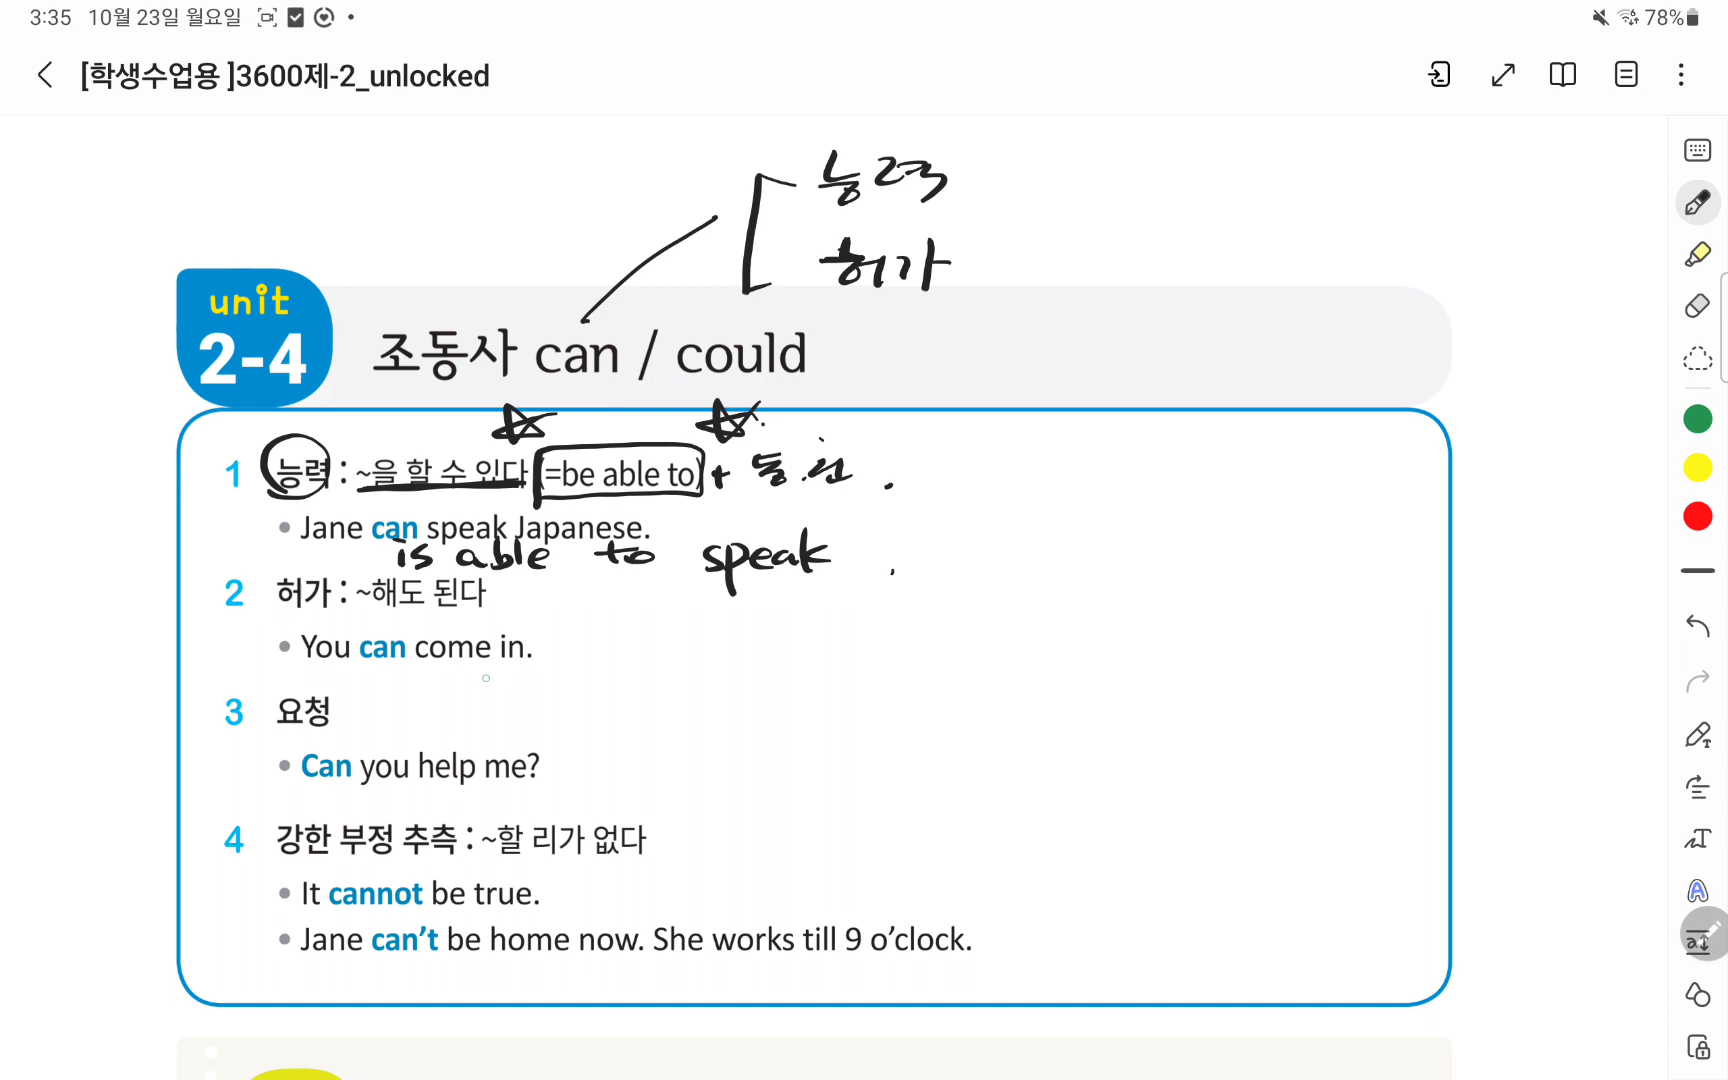 3:35 10월 23일 월요일 78%
[학생수업용 ]3600제-2_unlocked
능력
허가
unit
2-4
조동사 can / could
1 능력 : ~을 할 수 있다 (=be able to) + 동.원
• Jane can speak Japanese.
is able to speak
2 허가 : ~해도 된다
• You can come in.
3 요청
• Can you help me?
4 강한 부정 추측 : ~할 리가 없다
• It cannot be true.
• Jane can’t be home now. She works till 9 o’clock.